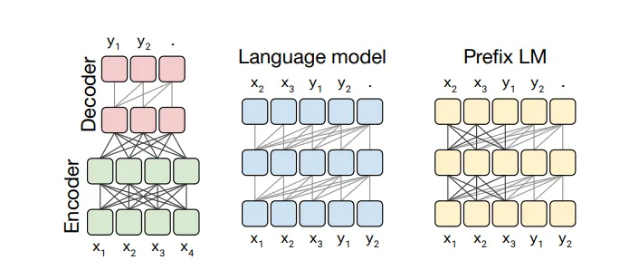 Language model
Prefix LM
y₁ y₂ .
Decoder
Encoder
x₁ x₂ x₃ x₄
x₂ x₃ y₁ y₂ .
x₁ x₂ x₃ y₁ y₂
x₂ x₃ y₁ y₂ .
x₁ x₂ x₃ y₁ y₂